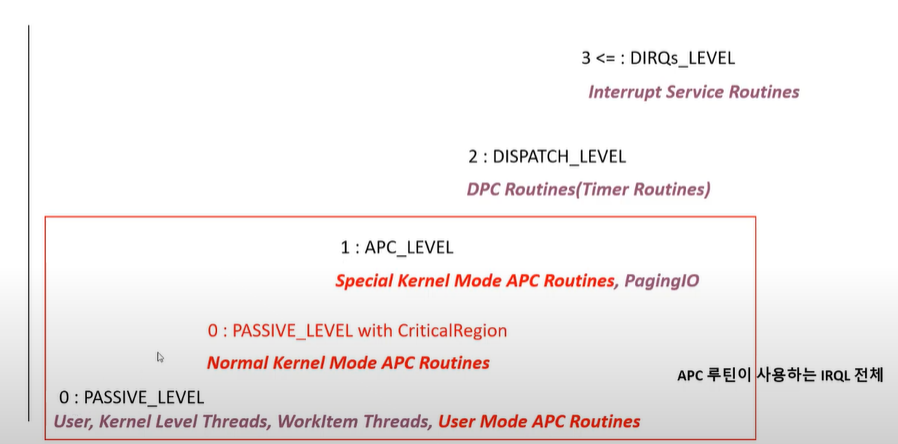 3 <= : DIRQs_LEVEL
Interrupt Service Routines
2 : DISPATCH_LEVEL
DPC Routines(Timer Routines)
1 : APC_LEVEL
Special Kernel Mode APC Routines, PagingIO
0 : PASSIVE_LEVEL with CriticalRegion
Normal Kernel Mode APC Routines
APC 루틴이 사용하는 IRQL 전체
0 : PASSIVE_LEVEL
User, Kernel Level Threads, WorkItem Threads, User Mode APC Routines